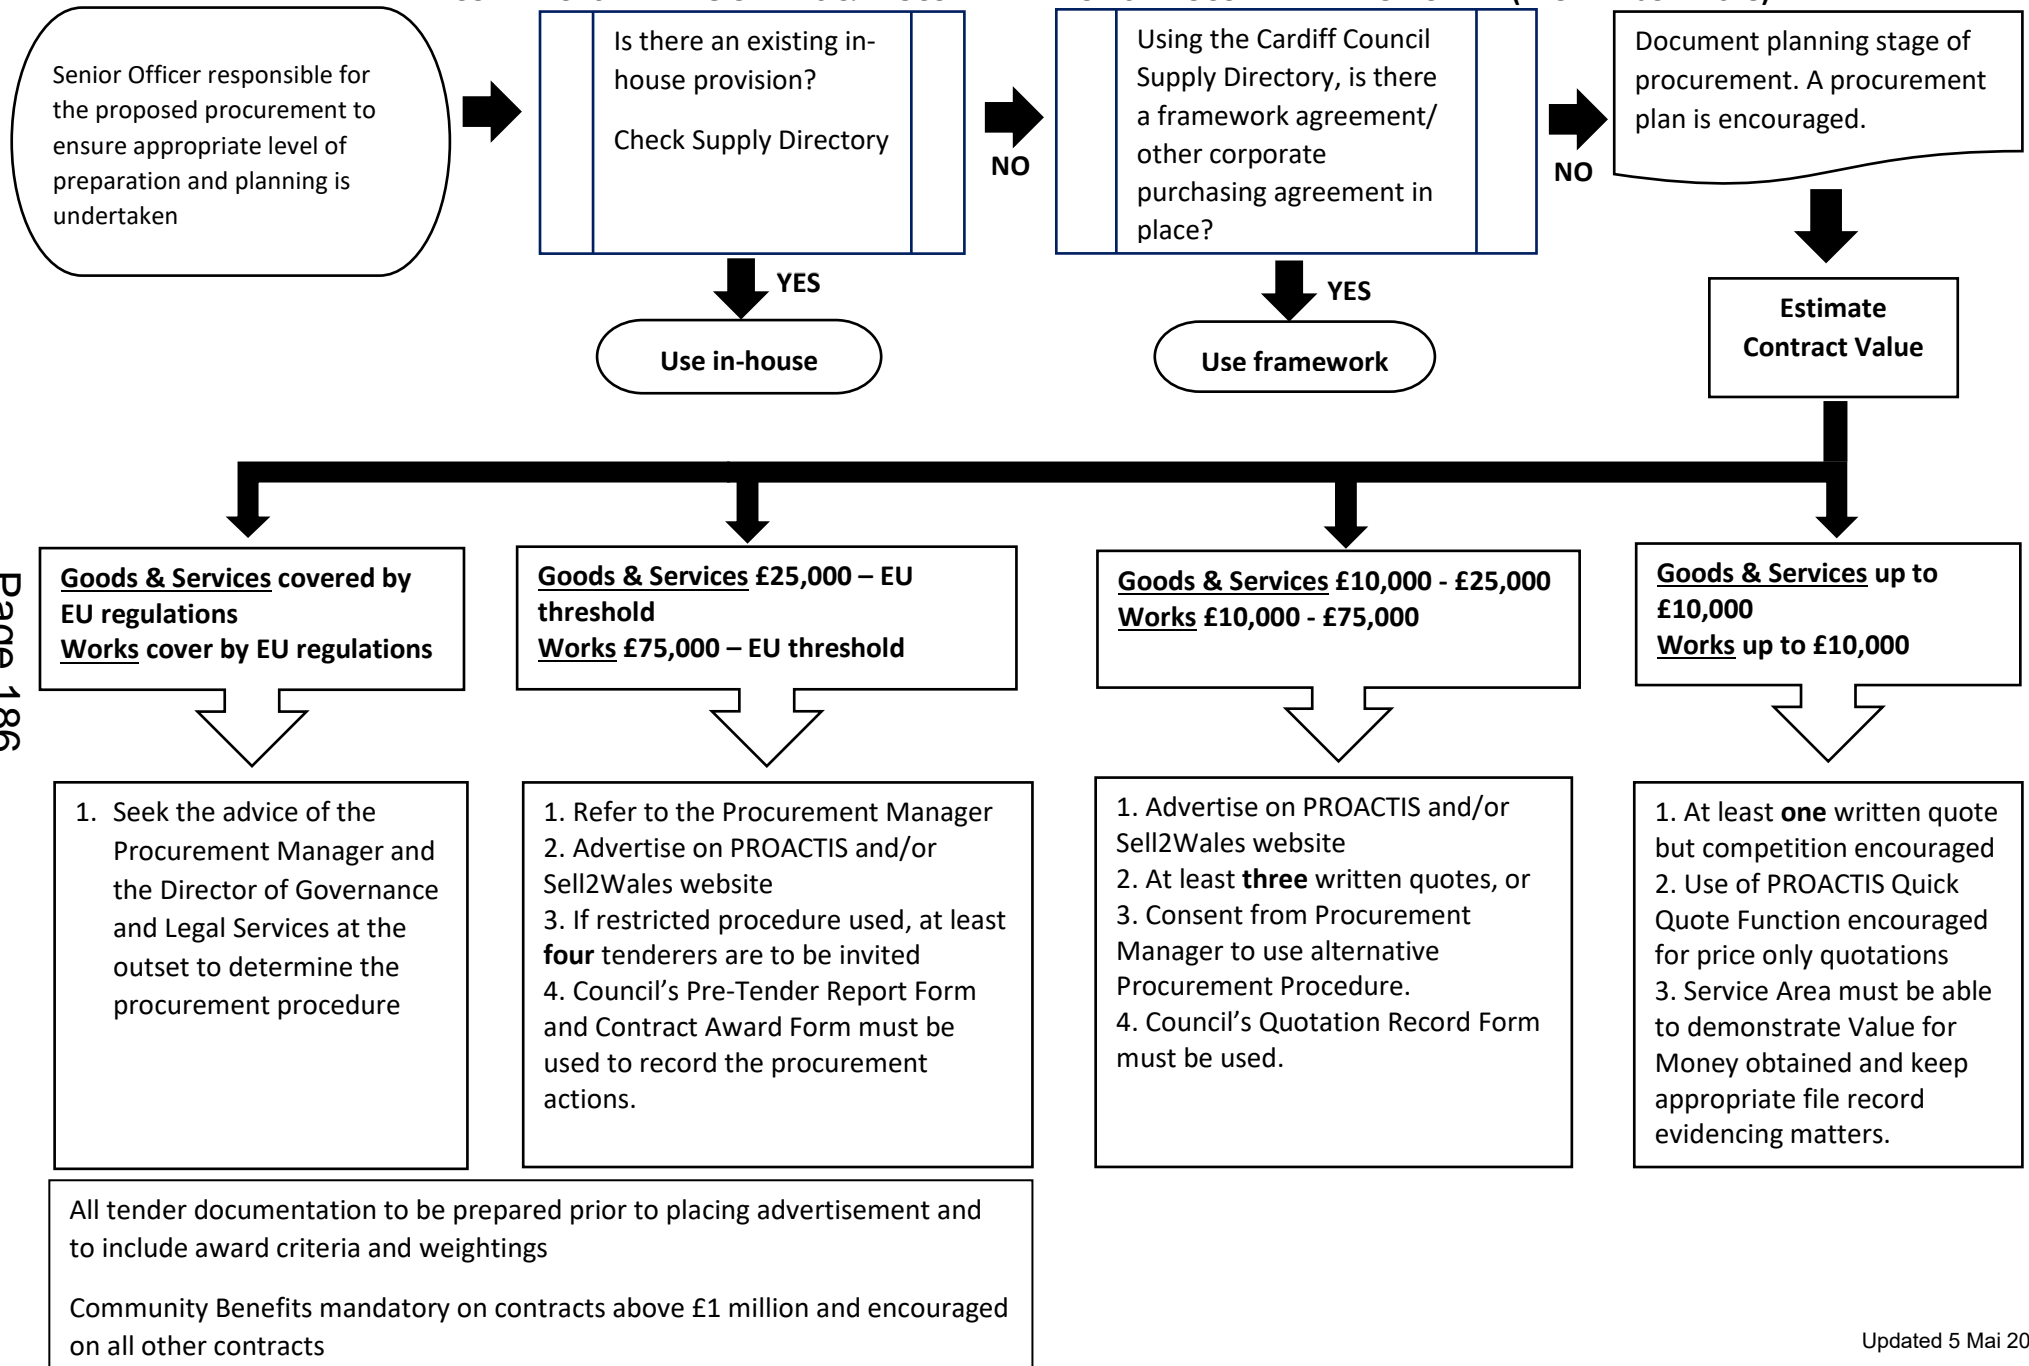 Senior Officer responsible for
the proposed procurement to
ensure appropriate level of
preparation and planning is
undertaken
Is there an existing in-
house provision?
Check Supply Directory
NO
Using the Cardiff Council
Supply Directory, is there
a framework agreement/
other corporate
purchasing agreement in
place?
NO
Document planning stage of
procurement. A procurement
plan is encouraged.
YES
Use in-house
YES
Use framework
Estimate
Contract Value
Goods & Services covered by
EU regulations
Works cover by EU regulations
Goods & Services £25,000 – EU
threshold
Works £75,000 – EU threshold
Goods & Services £10,000 - £25,000
Works £10,000 - £75,000
Goods & Services up to
£10,000
Works up to £10,000
1. Seek the advice of the
Procurement Manager and
the Director of Governance
and Legal Services at the
outset to determine the
procurement procedure
1. Refer to the Procurement Manager
2. Advertise on PROACTIS and/or
Sell2Wales website
3. If restricted procedure used, at least
four tenderers are to be invited
4. Council’s Pre-Tender Report Form
and Contract Award Form must be
used to record the procurement
actions.
1. Advertise on PROACTIS and/or
Sell2Wales website
2. At least three written quotes, or
3. Consent from Procurement
Manager to use alternative
Procurement Procedure.
4. Council’s Quotation Record Form
must be used.
1. At least one written quote
but competition encouraged
2. Use of PROACTIS Quick
Quote Function encouraged
for price only quotations
3. Service Area must be able
to demonstrate Value for
Money obtained and keep
appropriate file record
evidencing matters.
All tender documentation to be prepared prior to placing advertisement and
to include award criteria and weightings
Community Benefits mandatory on contracts above £1 million and encouraged
on all other contracts
Page 186
Updated 5 Mai 20